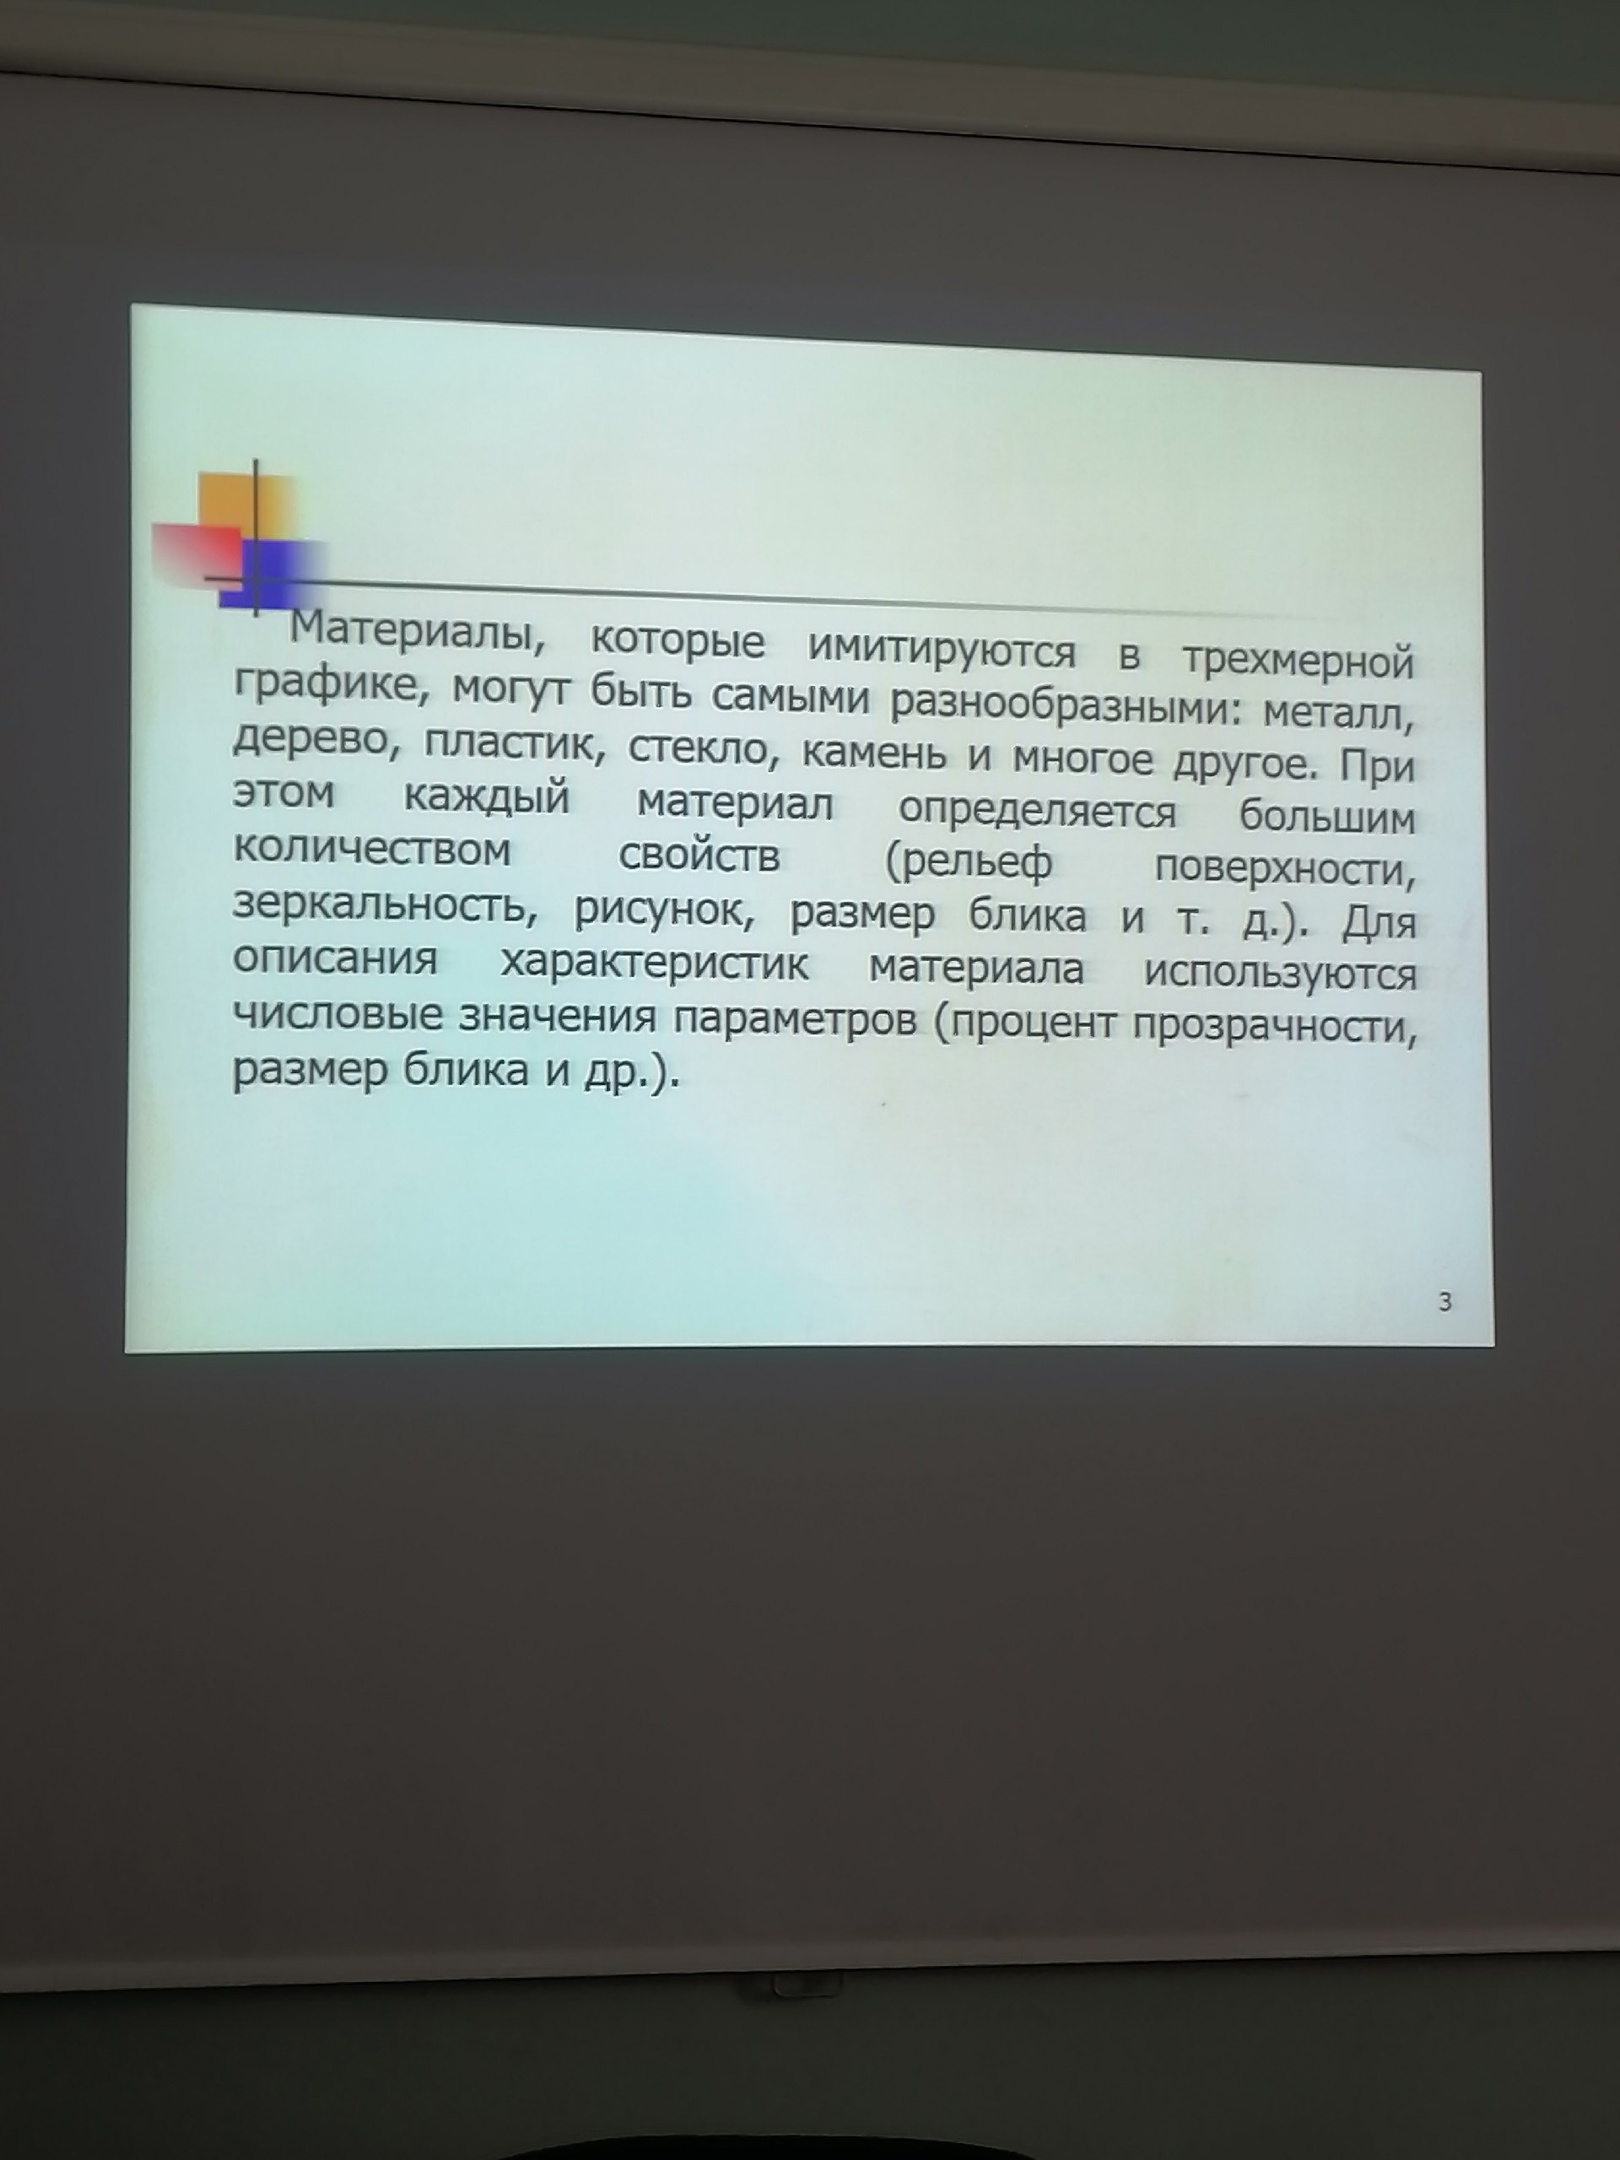 Материалы, которые имитируются в трехмерной
графике, могут быть самыми разнообразными: металл,
дерево, пластик, стекло, камень и многое другое. При
этом каждый материал определяется большим
количеством свойств (рельеф поверхности,
зеркальность, рисунок, размер блика и т. д.). Для
описания характеристик материала используются
числовые значения параметров (процент прозрачности,
размер блика и др.).
3